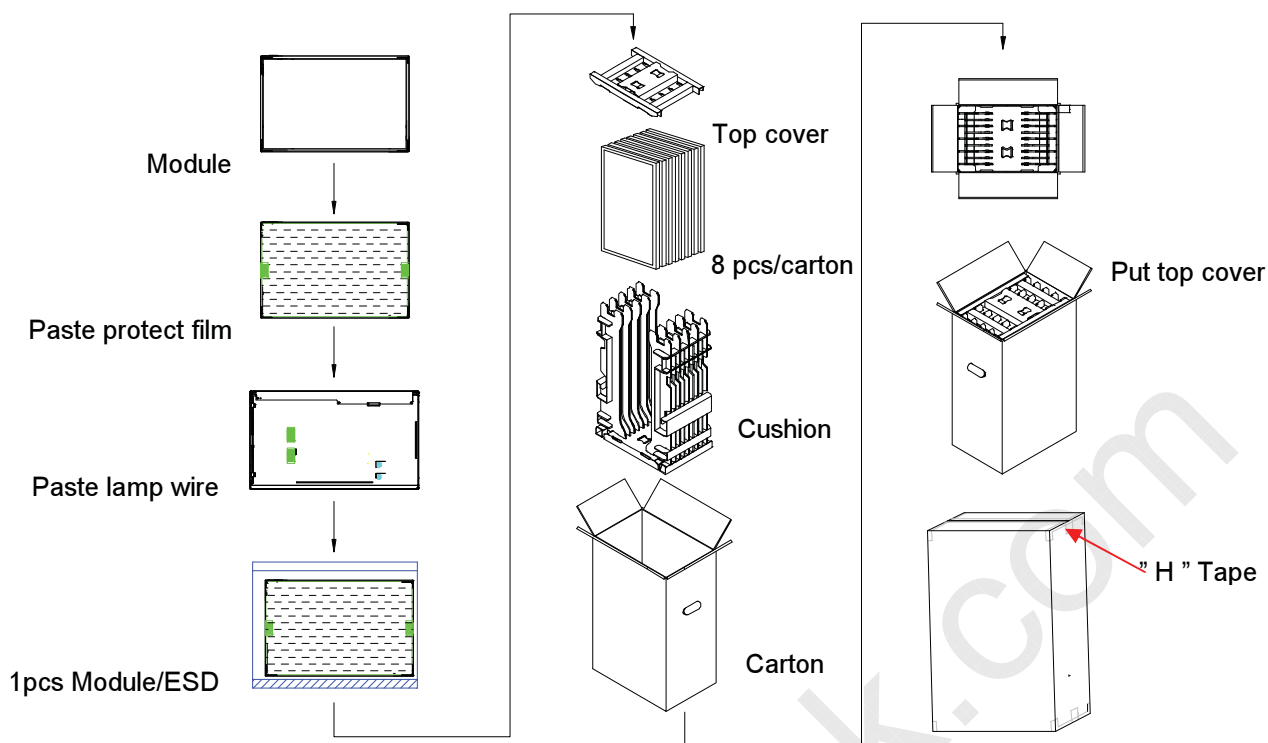 Module
Paste protect film
Paste lamp wire
1pcs Module/ESD
Top cover
8 pcs/carton
Cushion
Carton
Put top cover
” H ” Tape
k.com